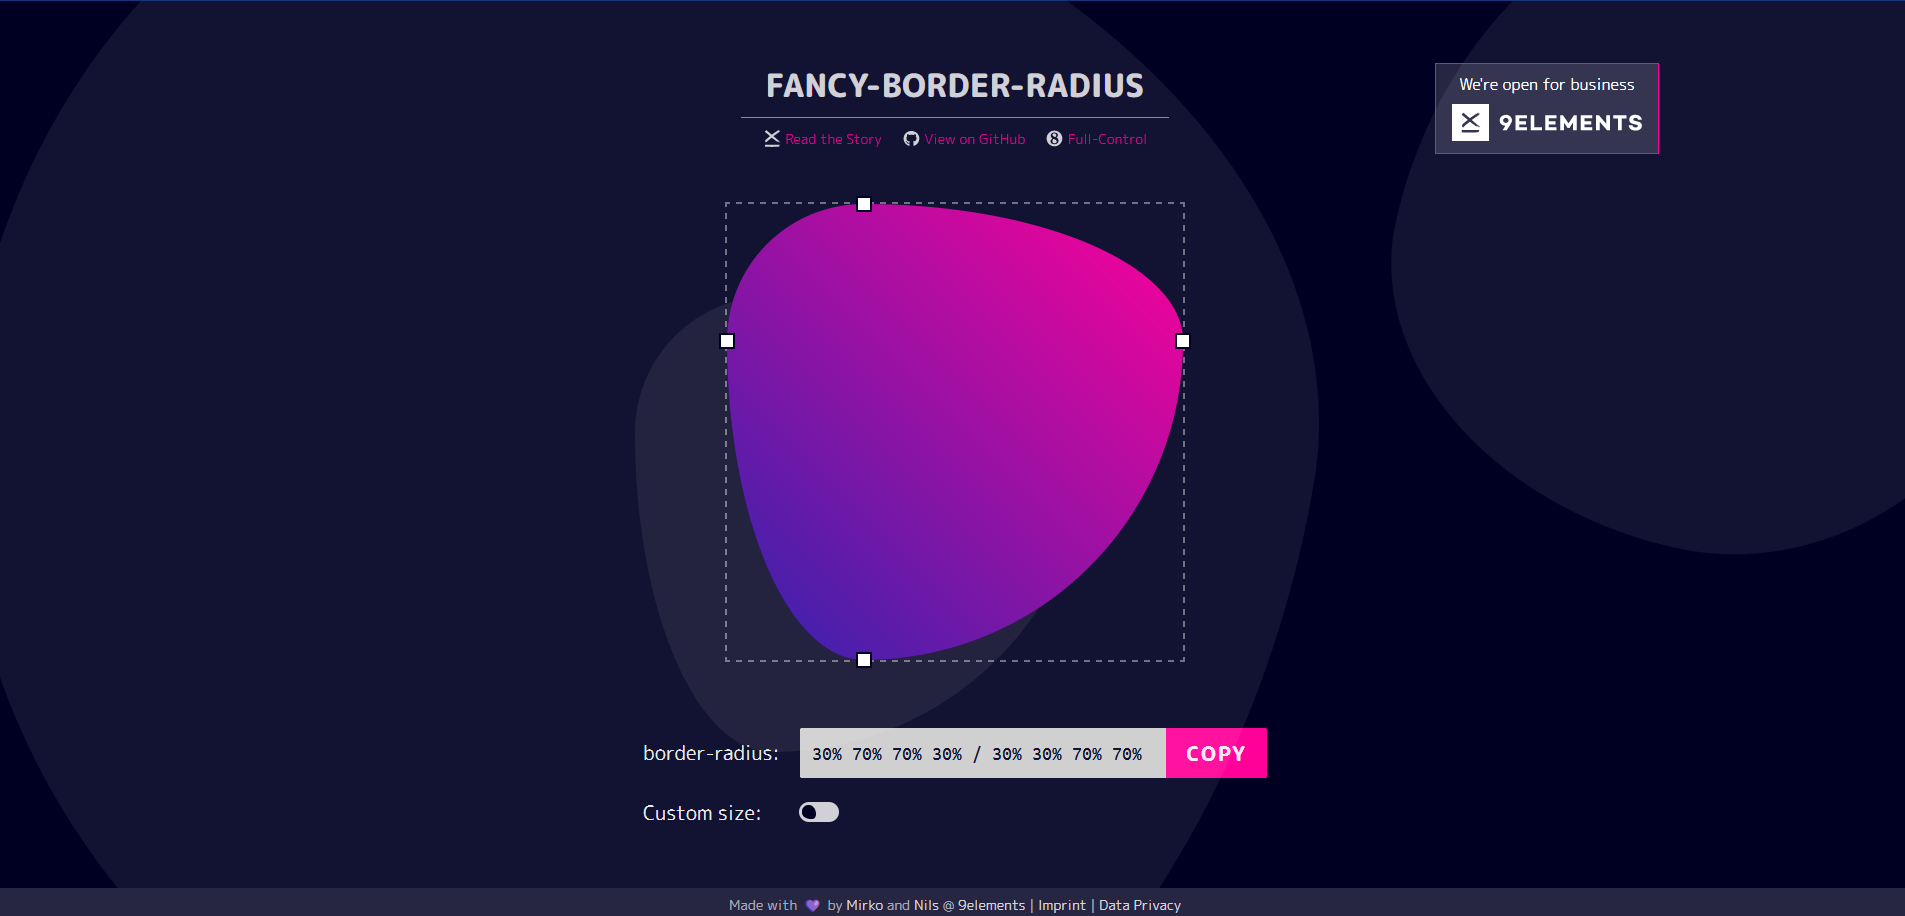 FANCY-BORDER-RADIUS
Read the Story View on GitHub Full-Control
We're open for business
9ELEMENTS
border-radius: 30% 70% 70% 30% / 30% 30% 70% 70% COPY
Custom size:
Made with 💜 by Mirko and Nils @ 9elements | Imprint | Data Privacy